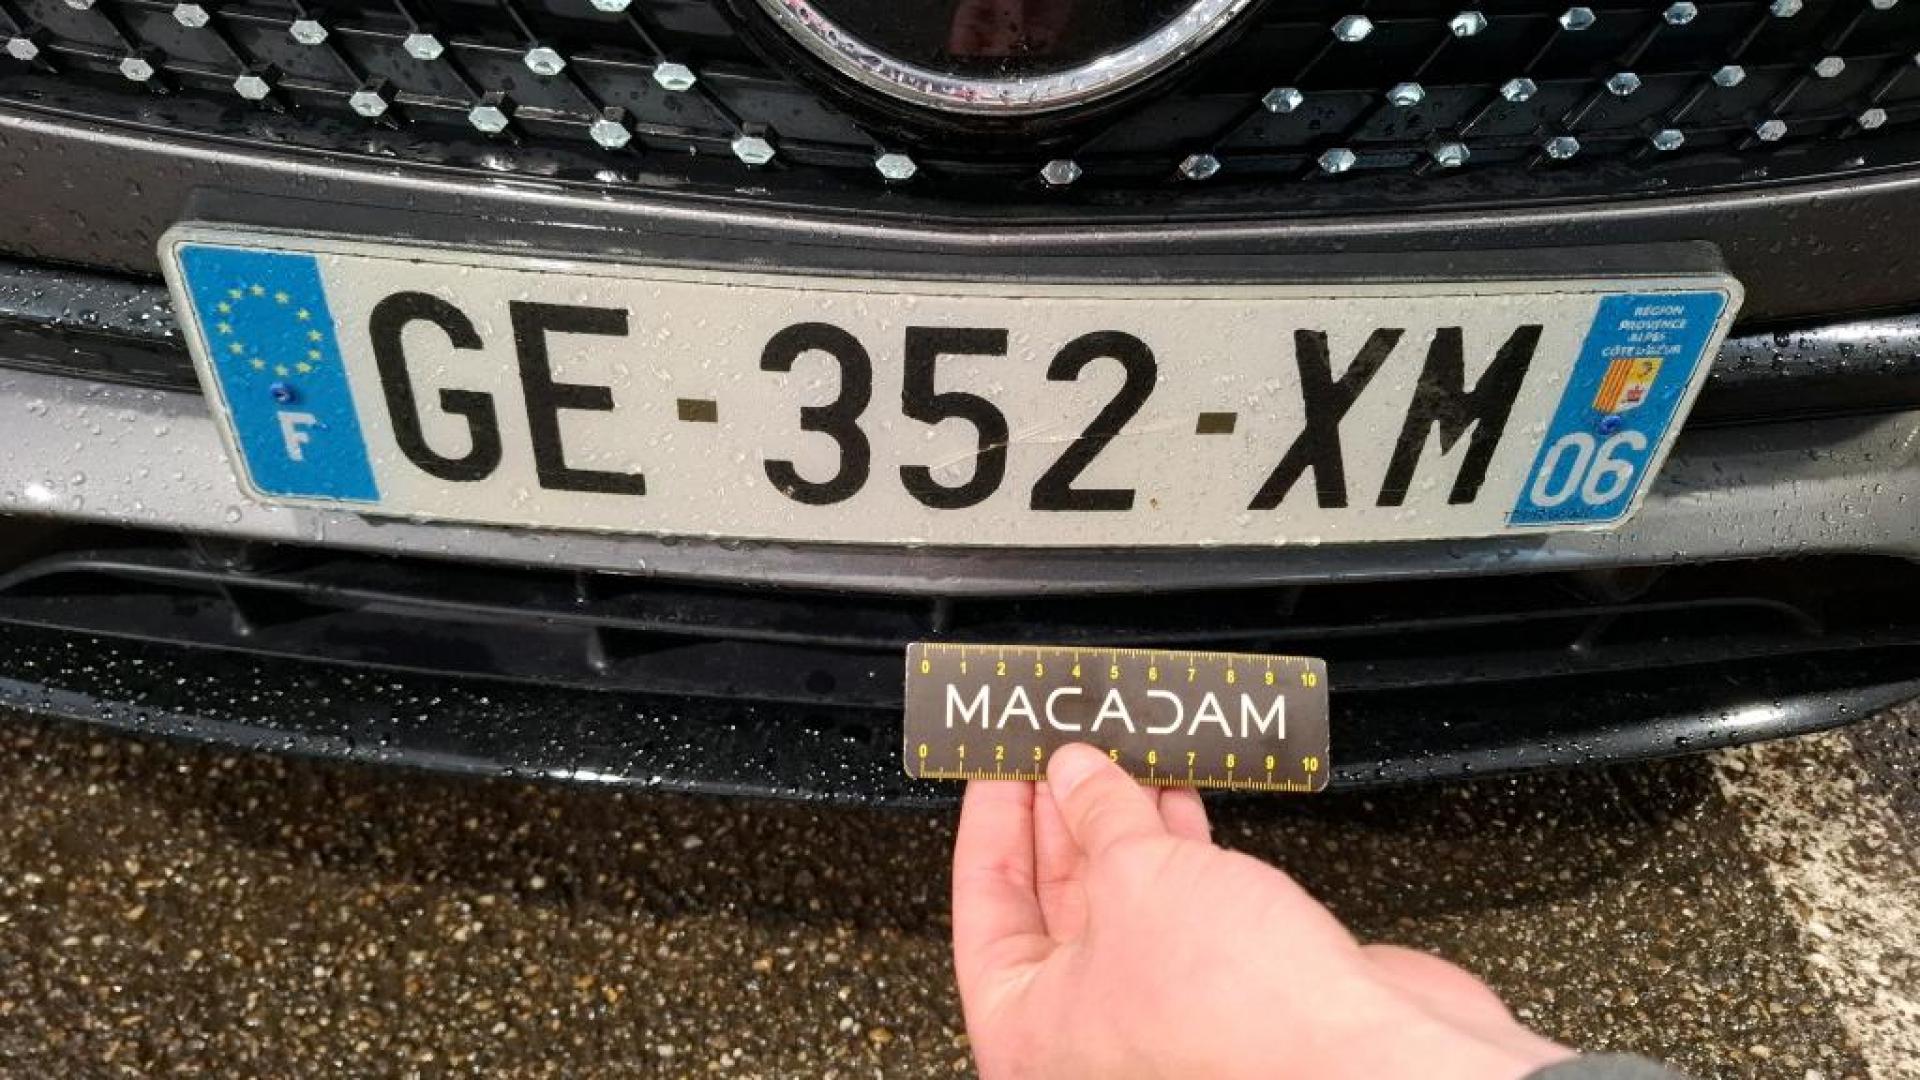 F
GE-352-XM
RÉGION
PROVENCE
ALPES
CÔTE D'AZUR
06
0 1 2 3 4 5 6 7 8 9 10
MACADAM
0 1 2 3 5 6 7 8 9 10